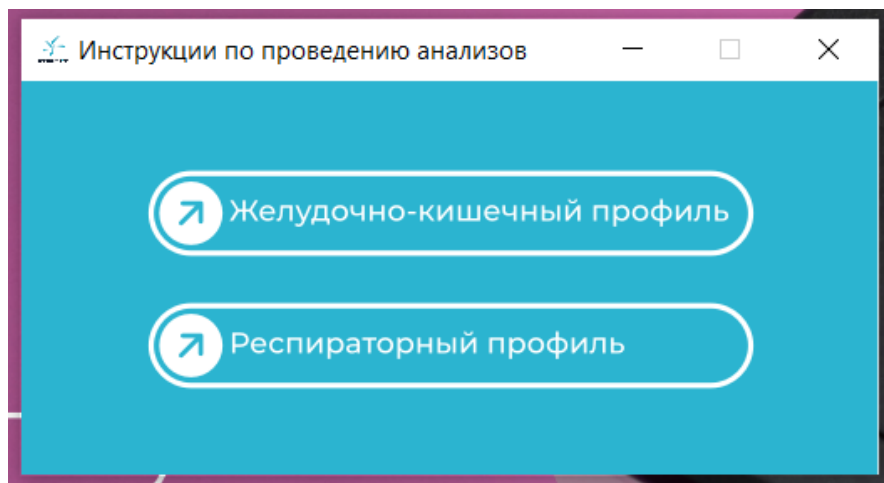 Инструкции по проведению анализов
Желудочно-кишечный профиль
Респираторный профиль